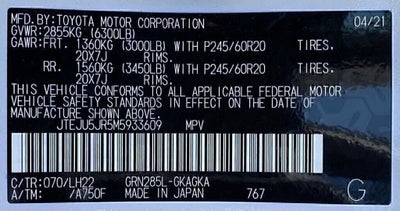 MFD.BY:TOYOTA MOTOR CORPORATION 04/21
GVWR:2855KG (6300LB)
GAWR:FRT. 1360KG (3000LB) WITH P245/60R20 TIRES.
20X7J RIMS.
RR. 1560KG (3450LB) WITH P245/60R20 TIRES.
20X7J RIMS.
THIS VEHICLE CONFORMS TO ALL APPLICABLE FEDERAL MOTOR
VEHICLE SAFETY STANDARDS IN EFFECT ON THE DATE OF
MANUFACTURE SHOWN ABOVE.
JTEJU5JR5M5933609 MPV
C/TR:070/LH22 GRN285L-GKAGKA
A/TM: /A750F MADE IN JAPAN 767 G